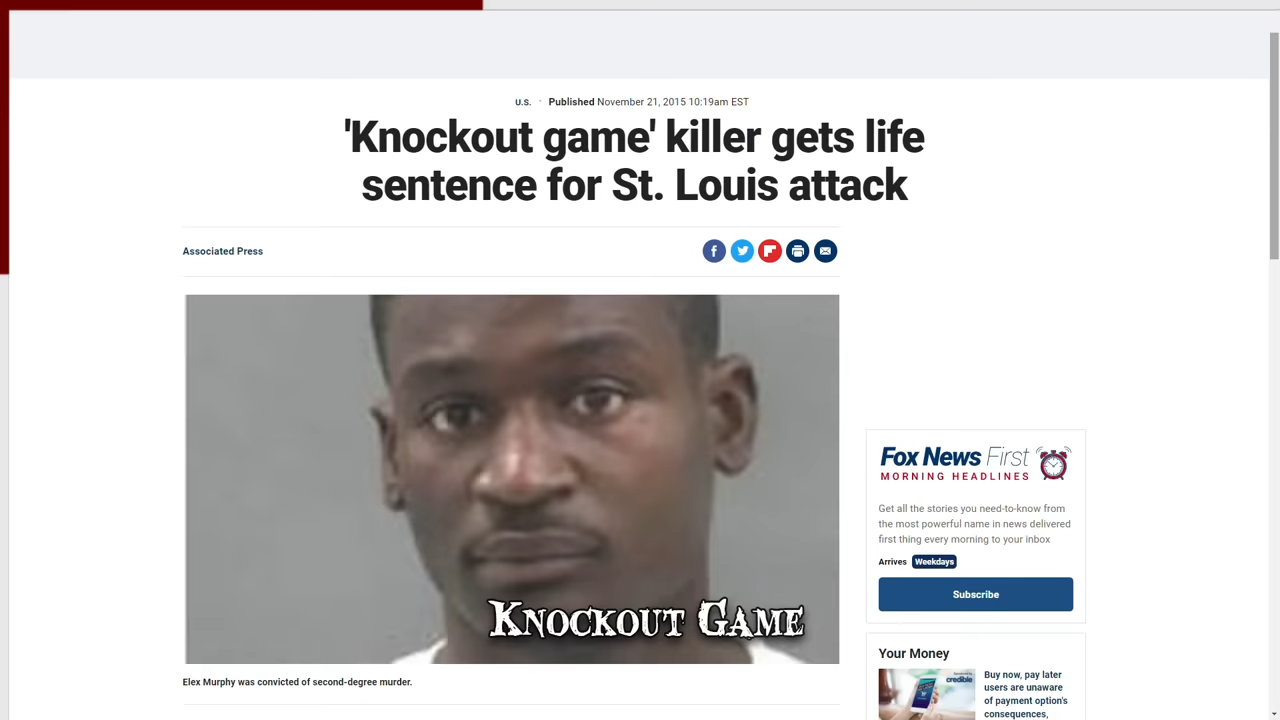 U.S. · Published November 21, 2015 10:19am EST
'Knockout game' killer gets life
sentence for St. Louis attack
Associated Press
KNOCKOUT GAME
Elex Murphy was convicted of second-degree murder.
Fox News First
MORNING HEADLINES
Get all the stories you need-to-know from
the most powerful name in news delivered
first thing every morning to your inbox
Arrives Weekdays
Subscribe
Your Money
credible
Buy now, pay later
users are unaware
of payment option's
consequences,